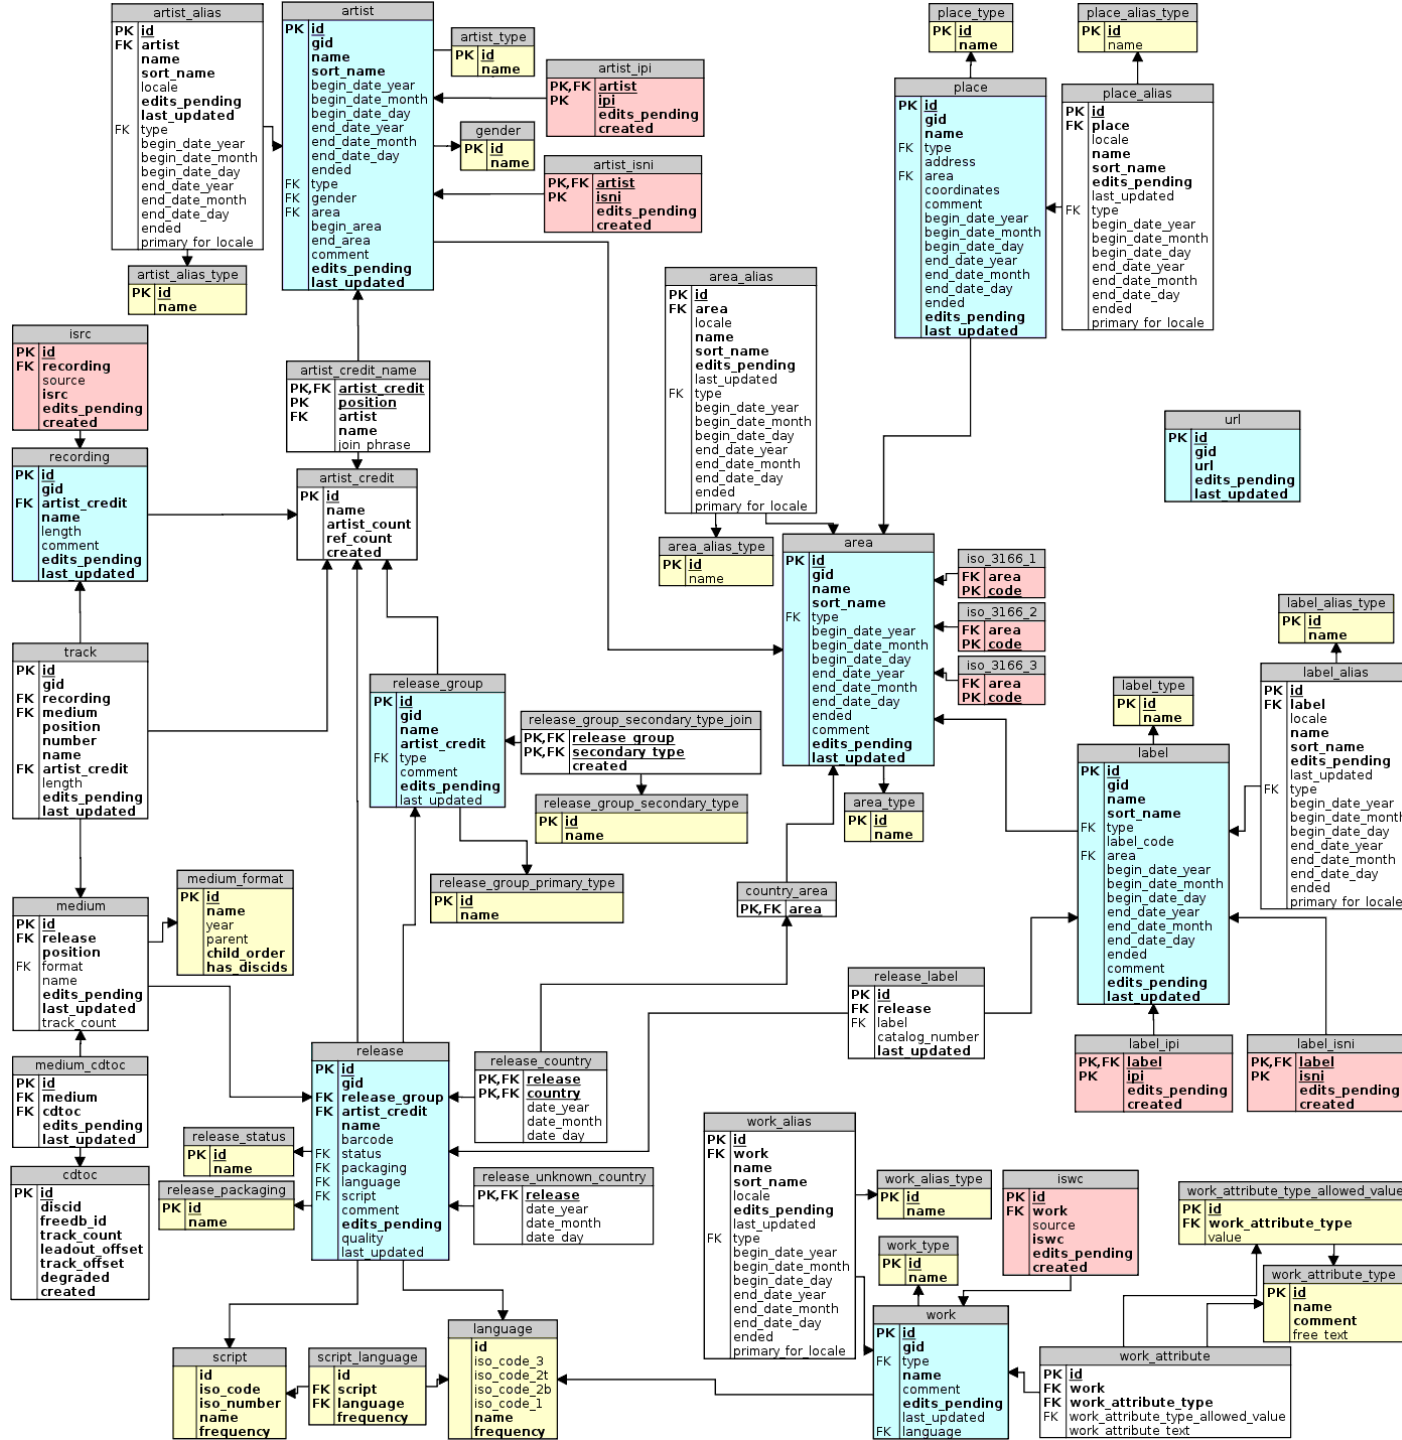 artist_alias
PK id
FK artist
name
sort_name
locale
edits_pending
last_updated
FK type
begin_date_year
begin_date_month
begin_date_day
end_date_year
end_date_month
end_date_day
ended
primary_for_locale
artist
PK id
gid
name
sort_name
begin_date_year
begin_date_month
begin_date_day
end_date_year
end_date_month
end_date_day
ended
FK type
FK gender
FK area
begin_area
end_area
comment
edits_pending
last_updated
artist_type
PK id
name
artist_ipi
PK,FK artist
PK ipi
edits_pending
created
gender
PK id
name
artist_isni
PK,FK artist
PK isni
edits_pending
created
place_type
PK id
name
place_alias_type
PK id
name
place
PK id
gid
name
FK type
address
FK area
coordinates
comment
begin_date_year
begin_date_month
begin_date_day
end_date_year
end_date_month
end_date_day
ended
edits_pending
last_updated
place_alias
PK id
FK place
locale
name
sort_name
edits_pending
last_updated
FK type
begin_date_year
begin_date_month
begin_date_day
end_date_year
end_date_month
end_date_day
ended
primary_for_locale
artist_alias_type
PK id
name
isrc
PK id
FK recording
source
isrc
edits_pending
created
artist_credit_name
PK,FK artist_credit
PK position
FK artist
name
join_phrase
area_alias
PK id
FK area
locale
name
sort_name
edits_pending
last_updated
FK type
begin_date_year
begin_date_month
begin_date_day
end_date_year
end_date_month
end_date_day
ended
primary_for_locale
url
PK id
gid
url
edits_pending
last_updated
recording
PK id
gid
FK artist_credit
name
length
comment
edits_pending
last_updated
artist_credit
PK id
name
artist_count
ref_count
created
area_alias_type
PK id
name
area
PK id
gid
name
sort_name
FK type
begin_date_year
begin_date_month
begin_date_day
end_date_year
end_date_month
end_date_day
ended
comment
edits_pending
last_updated
iso_3166_1
FK area
PK code
iso_3166_2
FK area
PK code
iso_3166_3
FK area
PK code
label_alias_type
PK id
name
track
PK id
gid
FK recording
FK medium
position
number
name
FK artist_credit
length
edits_pending
last_updated
release_group
PK id
gid
name
artist_credit
FK type
comment
edits_pending
last_updated
release_group_secondary_type_join
PK,FK release_group
PK,FK secondary_type
created
label_type
PK id
name
label_alias
PK id
FK label
locale
name
sort_name
edits_pending
last_updated
FK type
begin_date_year
begin_date_month
begin_date_day
end_date_year
end_date_month
end_date_day
ended
primary_for_locale
label
PK id
gid
name
sort_name
FK type
label_code
FK area
begin_date_year
begin_date_month
begin_date_day
end_date_year
end_date_month
end_date_day
ended
comment
edits_pending
last_updated
release_group_secondary_type
PK id
name
area_type
PK id
name
medium_format
PK id
name
year
parent
child_order
has_discids
release_group_primary_type
PK id
name
country_area
PK,FK area
medium
PK id
FK release
position
FK format
name
edits_pending
last_updated
track_count
release_label
PK id
FK release
FK label
catalog_number
last_updated
medium_cdtoc
PK id
FK medium
FK cdtoc
edits_pending
last_updated
release
PK id
gid
FK release_group
FK artist_credit
name
barcode
FK status
FK packaging
FK language
FK script
comment
edits_pending
quality
last_updated
release_country
PK,FK release
PK,FK country
date_year
date_month
date_day
label_ipi
PK,FK label
PK ipi
edits_pending
created
label_isni
PK,FK label
PK isni
edits_pending
created
release_status
PK id
name
cdtoc
PK id
discid
freedb_id
track_count
leadout_offset
track_offset
degraded
created
release_packaging
PK id
name
release_unknown_country
PK,FK release
date_year
date_month
date_day
work_alias
PK id
FK work
name
sort_name
locale
edits_pending
last_updated
FK type
begin_date_year
begin_date_month
begin_date_day
end_date_year
end_date_month
end_date_day
ended
primary_for_locale
work_alias_type
PK id
name
iswc
PK id
FK work
source
iswc
edits_pending
created
work_attribute_type_allowed_value
PK id
FK work_attribute_type
value
work_type
PK id
name
work_attribute_type
PK id
name
comment
free_text
work
PK id
gid
FK type
name
comment
edits_pending
last_updated
FK language
work_attribute
PK id
FK work
FK work_attribute_type
FK work_attribute_type_allowed_value
work_attribute_text
script
id
iso_code
iso_number
name
frequency
script_language
id
FK script
FK language
frequency
language
id
iso_code_3
iso_code_2t
iso_code_2b
iso_code_1
name
frequency